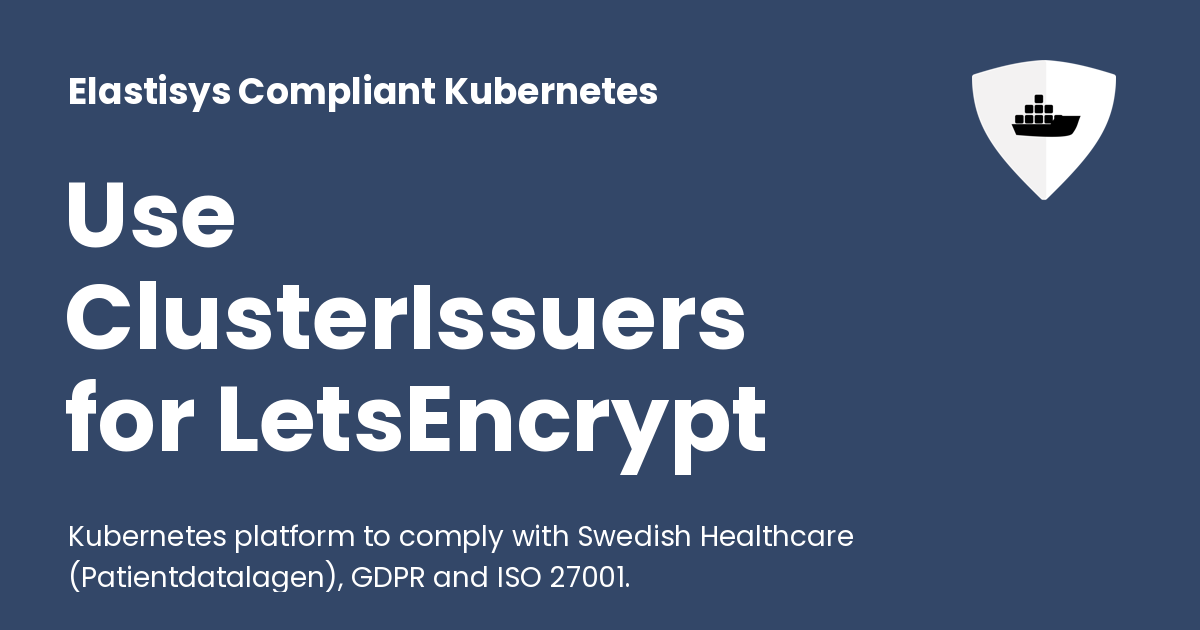 Elastisys Compliant Kubernetes
Use
ClusterIssuers
for LetsEncrypt
Kubernetes platform to comply with Swedish Healthcare
(Patientdatalagen), GDPR and ISO 27001.